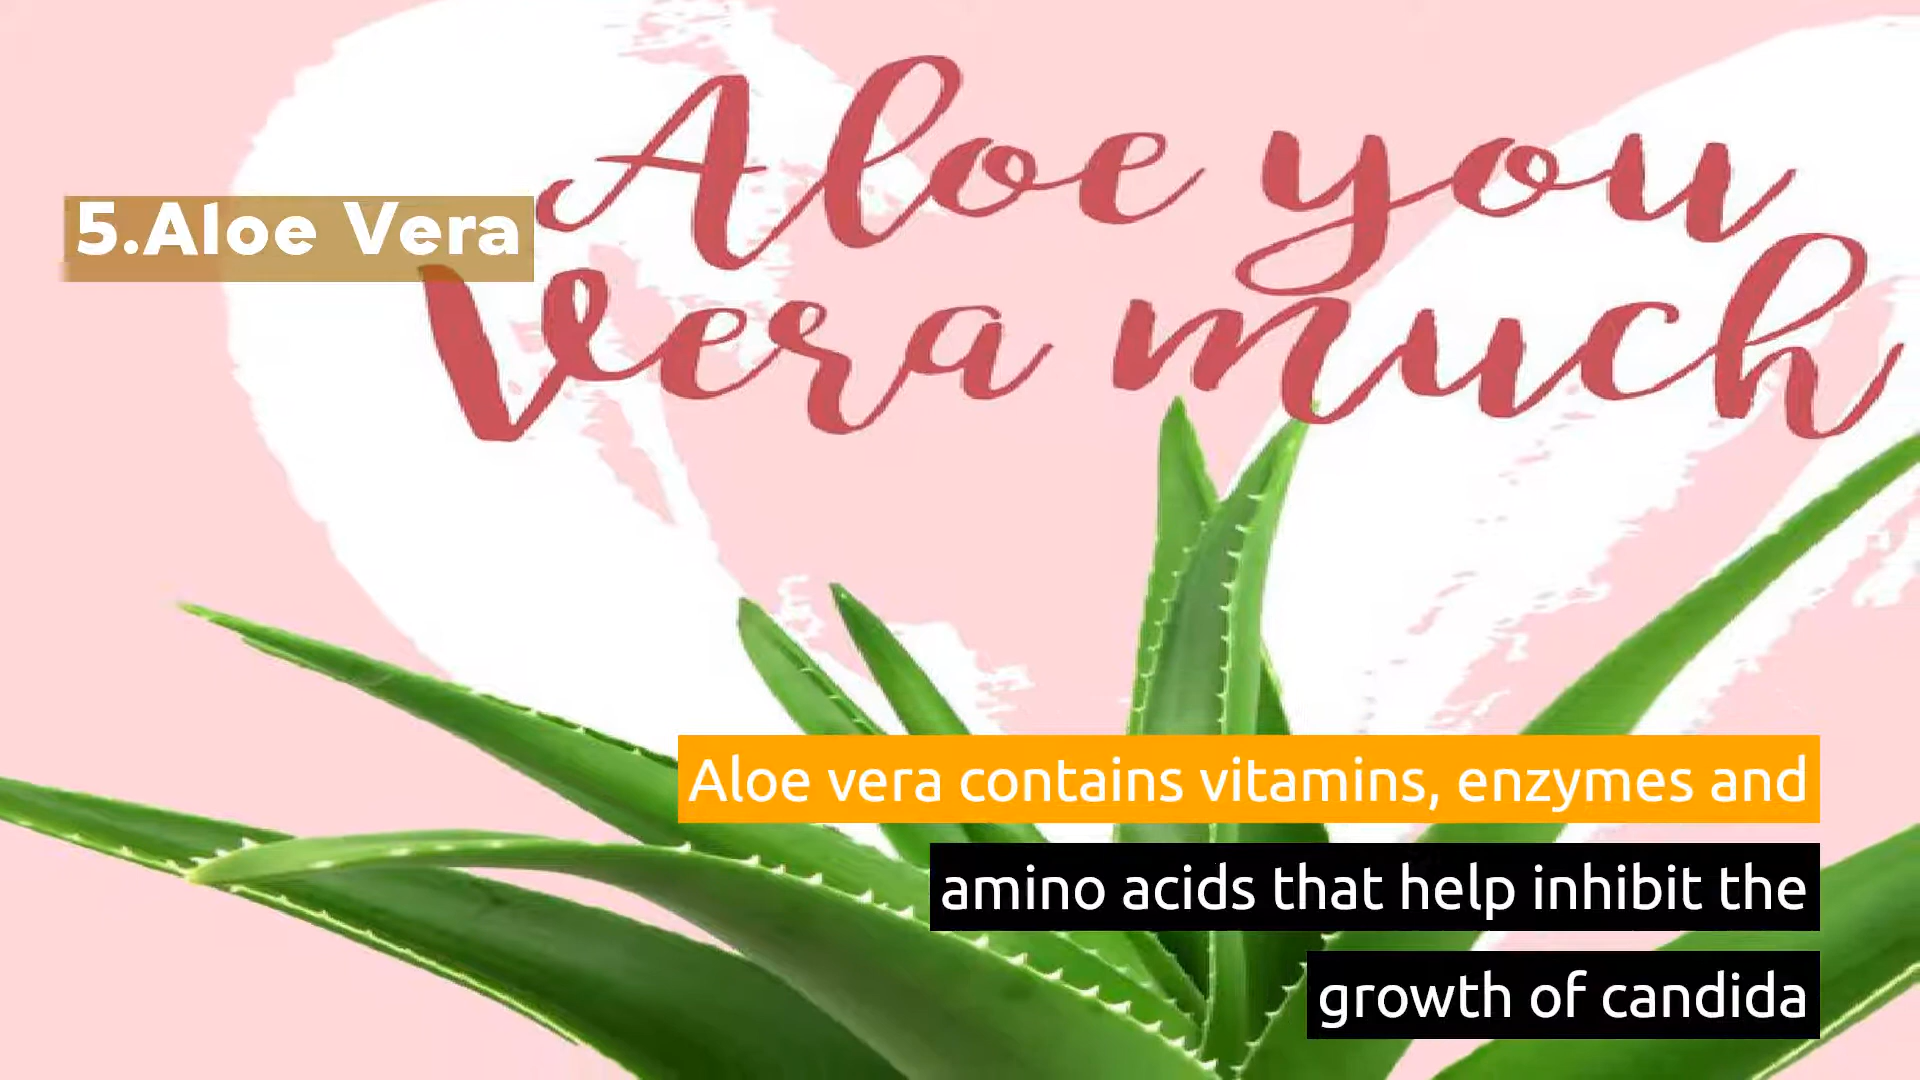 Aloe you
5.Aloe Vera
Vera much
Aloe vera contains vitamins, enzymes and
amino acids that help inhibit the
growth of candida